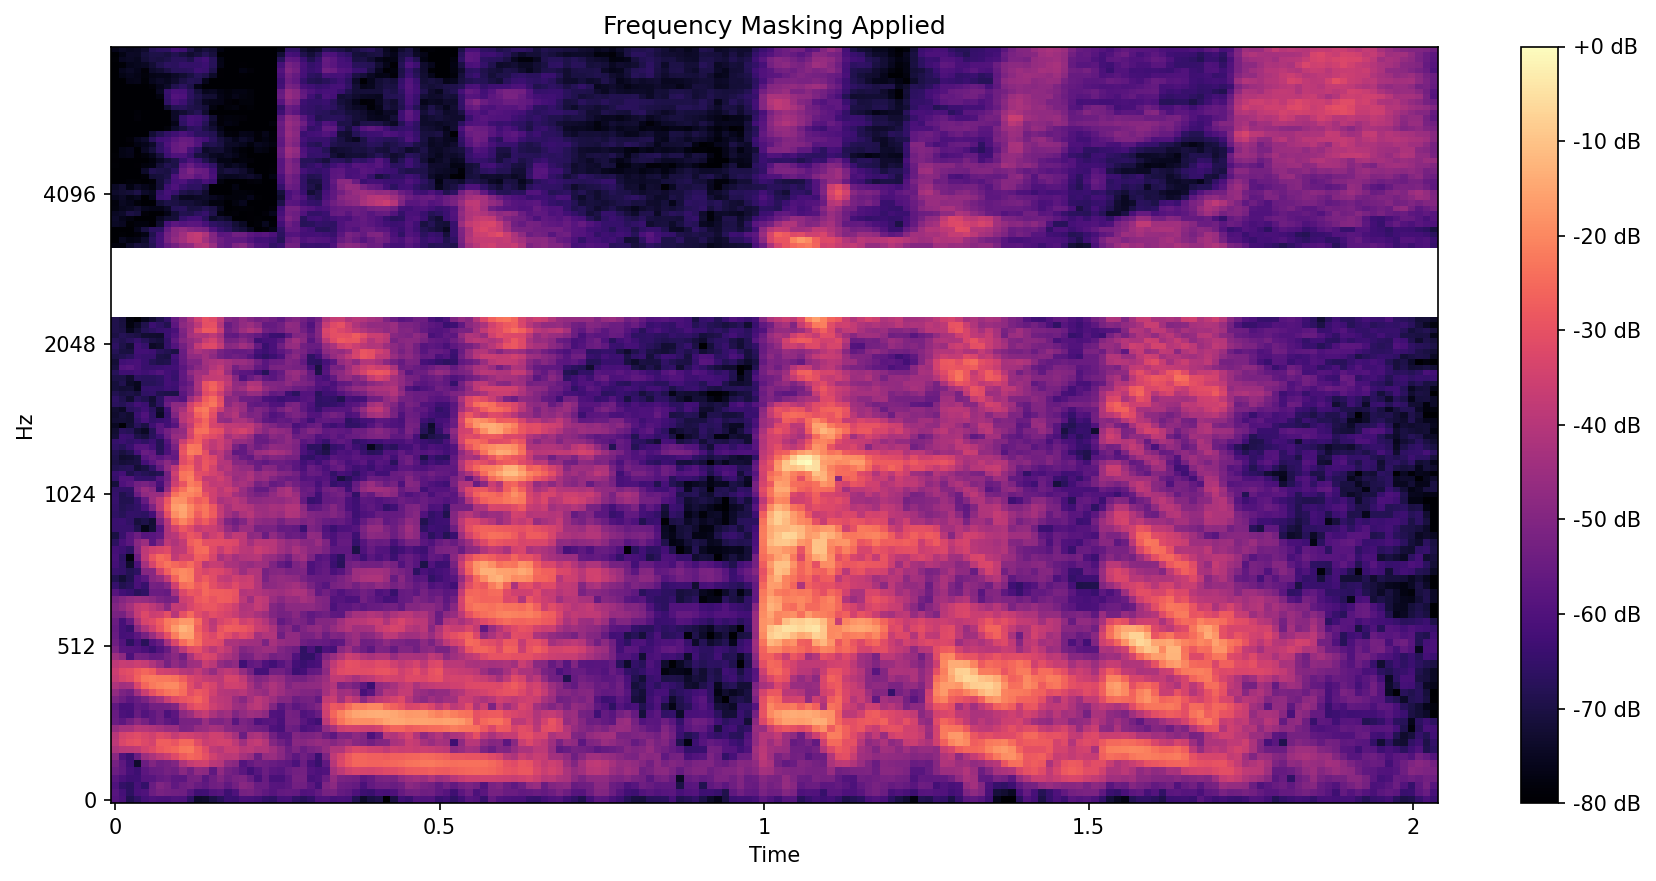 Frequency Masking Applied
Hz
4096
2048
1024
512
0
0
0.5
1
1.5
2
Time
+0 dB
-10 dB
-20 dB
-30 dB
-40 dB
-50 dB
-60 dB
-70 dB
-80 dB